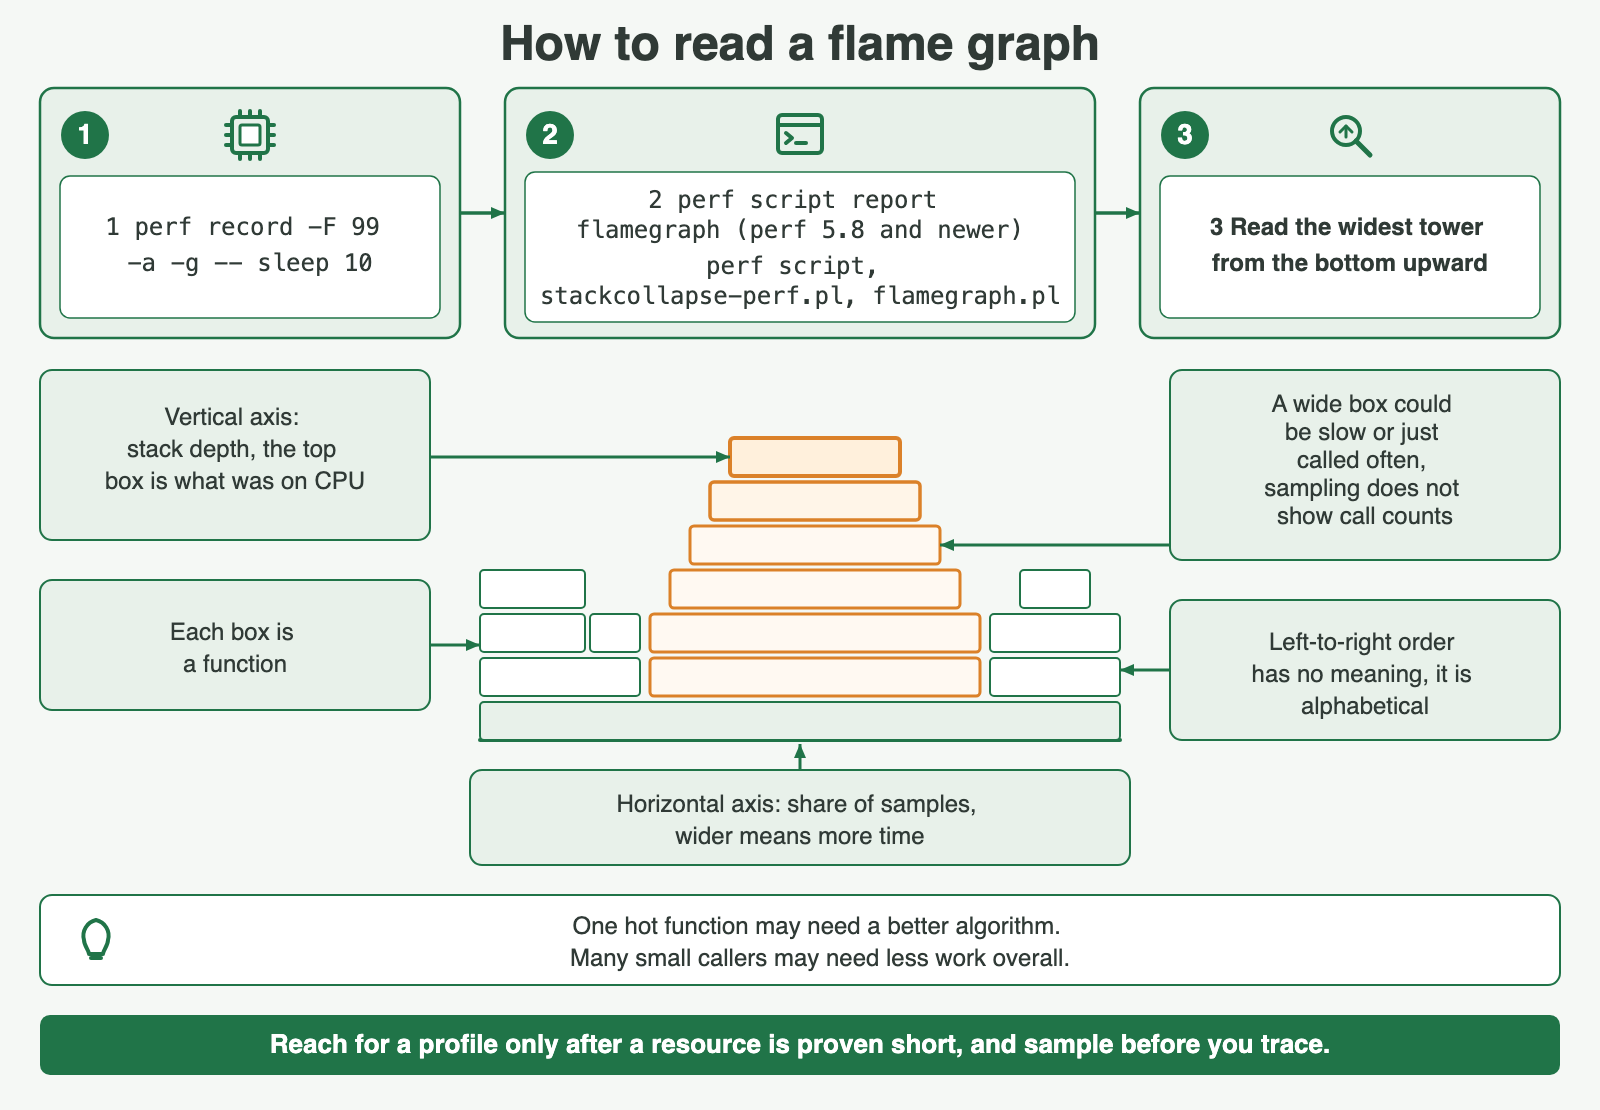 How to read a flame graph
1
1 perf record -F 99
-a -g -- sleep 10
2
2 perf script report
flamegraph (perf 5.8 and newer)
perf script,
stackcollapse-perf.pl, flamegraph.pl
3
3 Read the widest tower
from the bottom upward
Vertical axis:
stack depth, the top
box is what was on CPU
A wide box could
be slow or just
called often,
sampling does not
show call counts
Each box is
a function
Left-to-right order
has no meaning, it is
alphabetical
Horizontal axis: share of samples,
wider means more time
One hot function may need a better algorithm.
Many small callers may need less work overall.
Reach for a profile only after a resource is proven short, and sample before you trace.